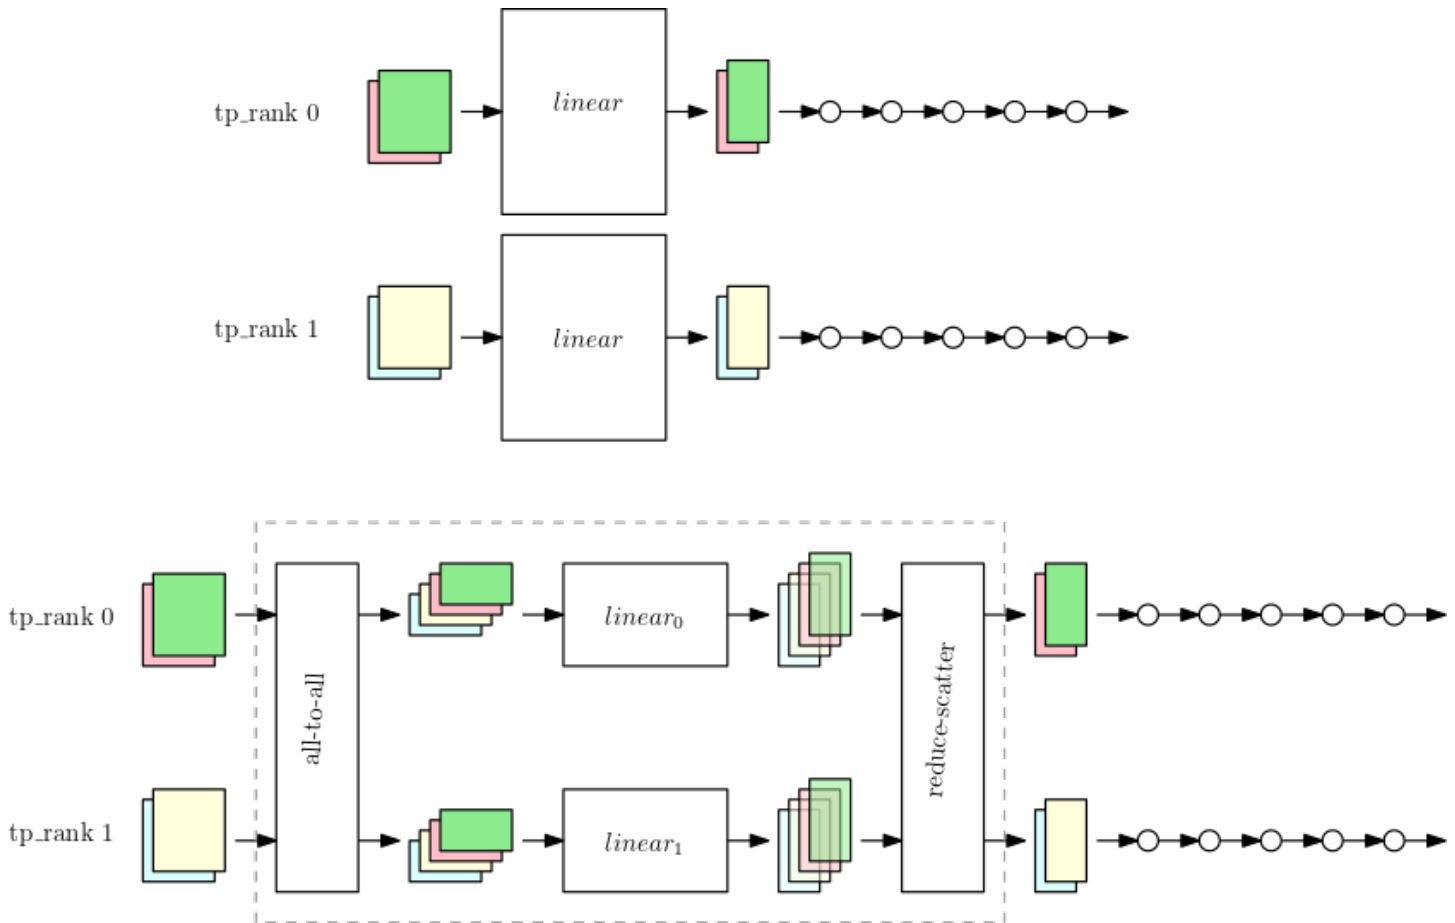 tp_rank 0
linear
tp_rank 1
linear
tp_rank 0
all-to-all
linear₀
reduce-scatter
tp_rank 1
linear₁